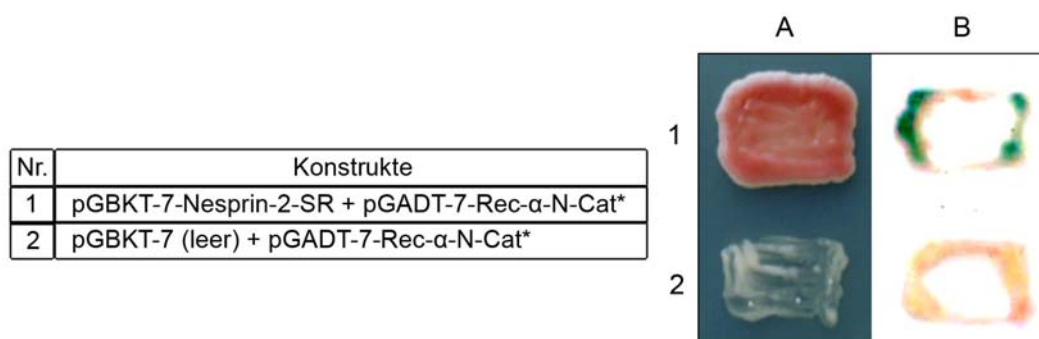 Nr. Konstrukte
1 pGBKT-7-Nesprin-2-SR + pGADT-7-Rec-α-N-Cat*
2 pGBKT-7 (leer) + pGADT-7-Rec-α-N-Cat*
A B
1
2